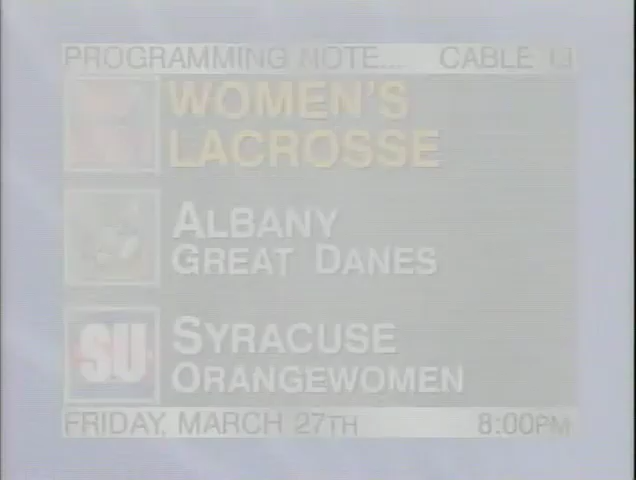 PROGRAMMING NOTE... CABLE 13
WOMEN'S
LACROSSE
ALBANY
GREAT DANES
SU
SYRACUSE
ORANGEWOMEN
FRIDAY, MARCH 27TH 8:00PM